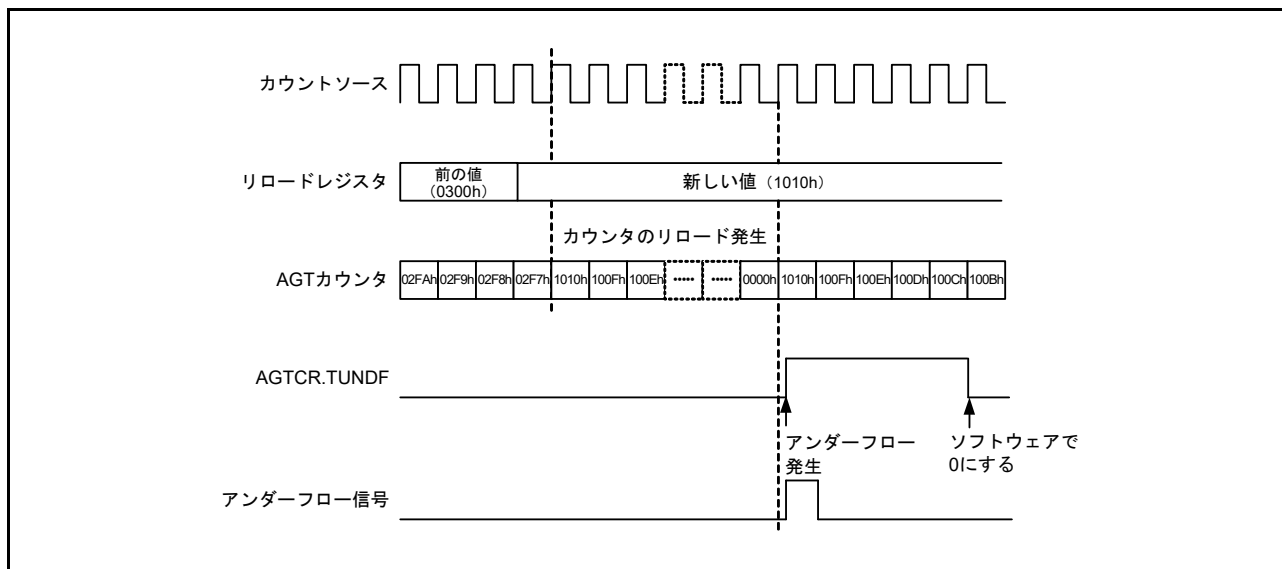 カウントソース
リロードレジスタ
前の値
(0300h)
新しい値（1010h）
カウンタのリロード発生
AGTカウンタ
02FAh 02F9h 02F8h 02F7h 1010h 100Fh 100Eh ····· ····· 0000h 1010h 100Fh 100Eh 100Dh 100Ch 100Bh
AGTCR.TUNDF
アンダーフロー
発生
ソフトウェアで
0にする
アンダーフロー信号